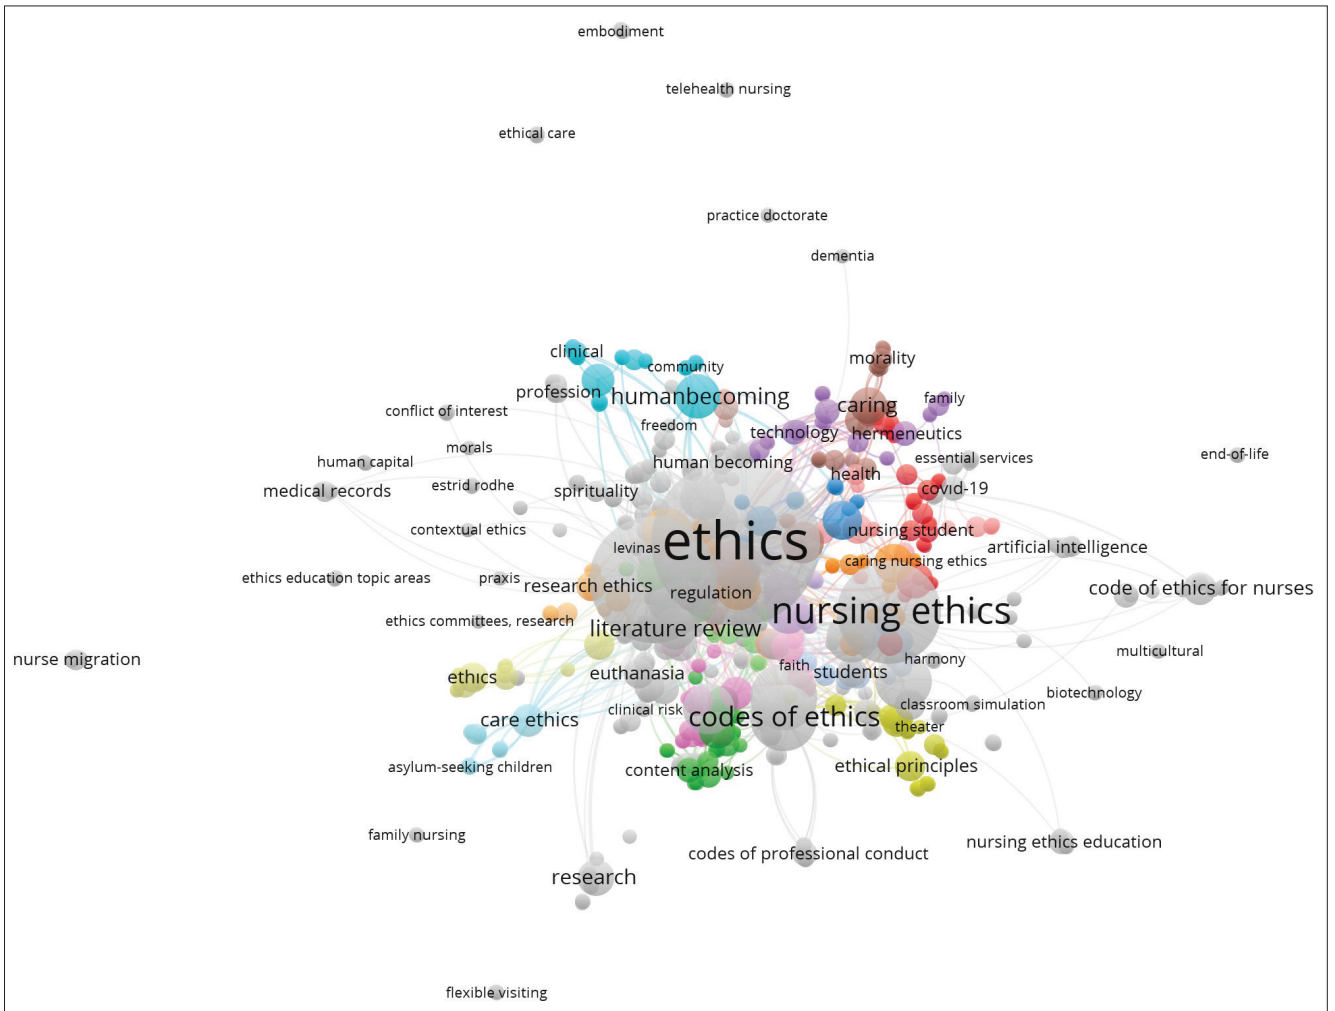 embodiment
telehealth nursing
ethical care
practice doctorate
dementia
clinical
community
morality
profession
humanbecoming
caring
family
conflict of interest
freedom
technology
hermeneutics
morals
human capital
human becoming
essential services
end-of-life
medical records
estrid rodhe
spirituality
health
covid-19
contextual ethics
nursing student
levinas
ethics
artificial intelligence
caring nursing ethics
ethics education topic areas
praxis
research ethics
regulation
code of ethics for nurses
nursing ethics
ethics committees, research
literature review
nurse migration
harmony
multicultural
ethics
euthanasia
faith
students
biotechnology
clinical risk
classroom simulation
care ethics
codes of ethics
theater
asylum-seeking children
content analysis
ethical principles
family nursing
codes of professional conduct
nursing ethics education
research
flexible visiting